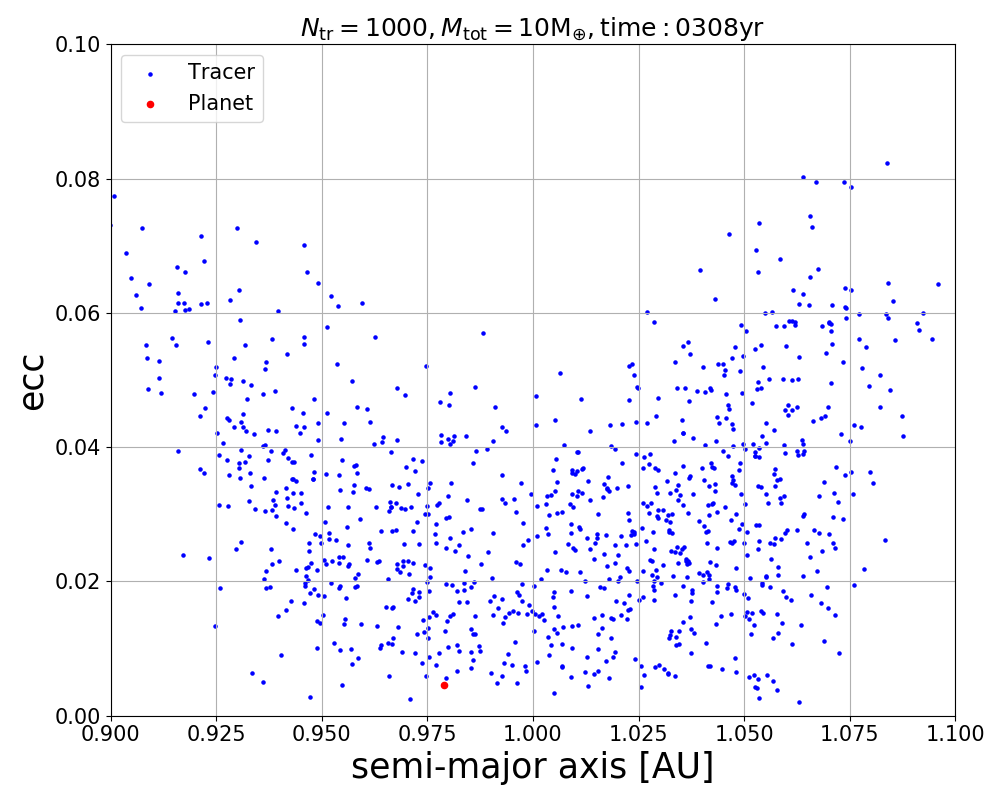 N_tr = 1000, M_tot = 10M_⊕, time : 0308yr
Tracer
Planet
0.10
0.08
0.06
0.04
0.02
0.00
ecc
0.900 0.925 0.950 0.975 1.000 1.025 1.050 1.075 1.100
semi-major axis [AU]